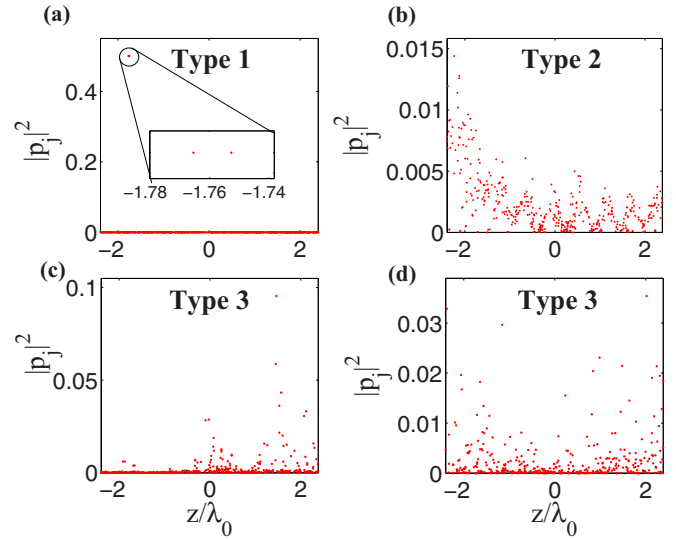 (a)
Type 1
|p_j|^2
0.4
0.2
0
−1.78 −1.76 −1.74
−2 0 2
(b)
Type 2
|p_j|^2
0.015
0.01
0.005
0
−2 0 2
(c)
Type 3
|p_j|^2
0.1
0.05
0
−2 0 2
z/λ_0
(d)
Type 3
|p_j|^2
0.03
0.02
0.01
0
−2 0 2
z/λ_0